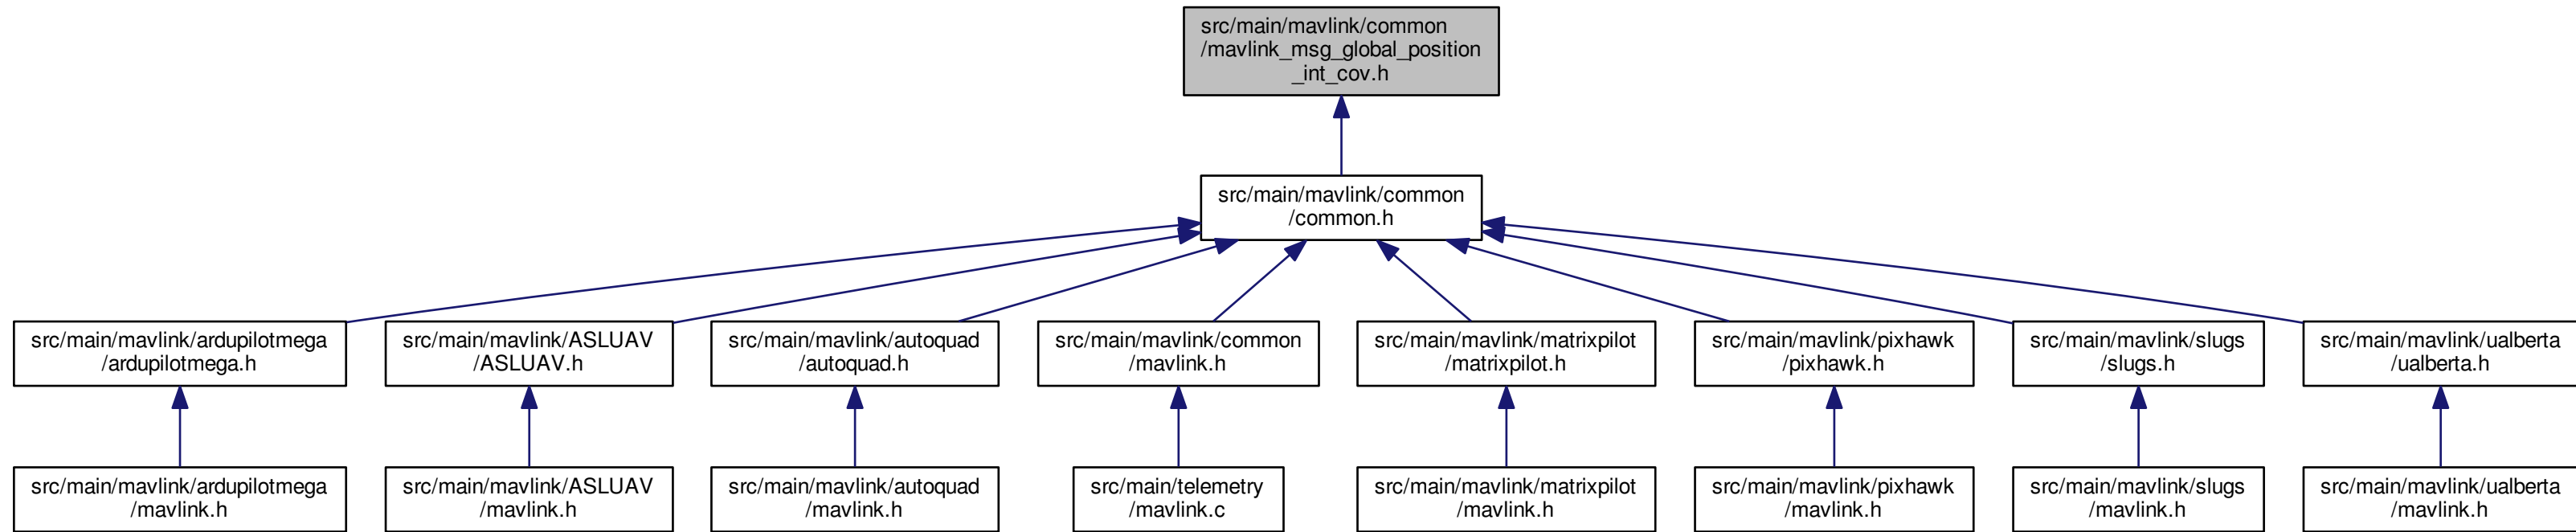 src/main/mavlink/common
/mavlink_msg_global_position
_int_cov.h
src/main/mavlink/common
/common.h
src/main/mavlink/ardupilotmega
/ardupilotmega.h
src/main/mavlink/ASLUAV
/ASLUAV.h
src/main/mavlink/autoquad
/autoquad.h
src/main/mavlink/common
/mavlink.h
src/main/mavlink/matrixpilot
/matrixpilot.h
src/main/mavlink/pixhawk
/pixhawk.h
src/main/mavlink/slugs
/slugs.h
src/main/mavlink/ualberta
/ualberta.h
src/main/mavlink/ardupilotmega
/mavlink.h
src/main/mavlink/ASLUAV
/mavlink.h
src/main/mavlink/autoquad
/mavlink.h
src/main/telemetry
/mavlink.c
src/main/mavlink/matrixpilot
/mavlink.h
src/main/mavlink/pixhawk
/mavlink.h
src/main/mavlink/slugs
/mavlink.h
src/main/mavlink/ualberta
/mavlink.h